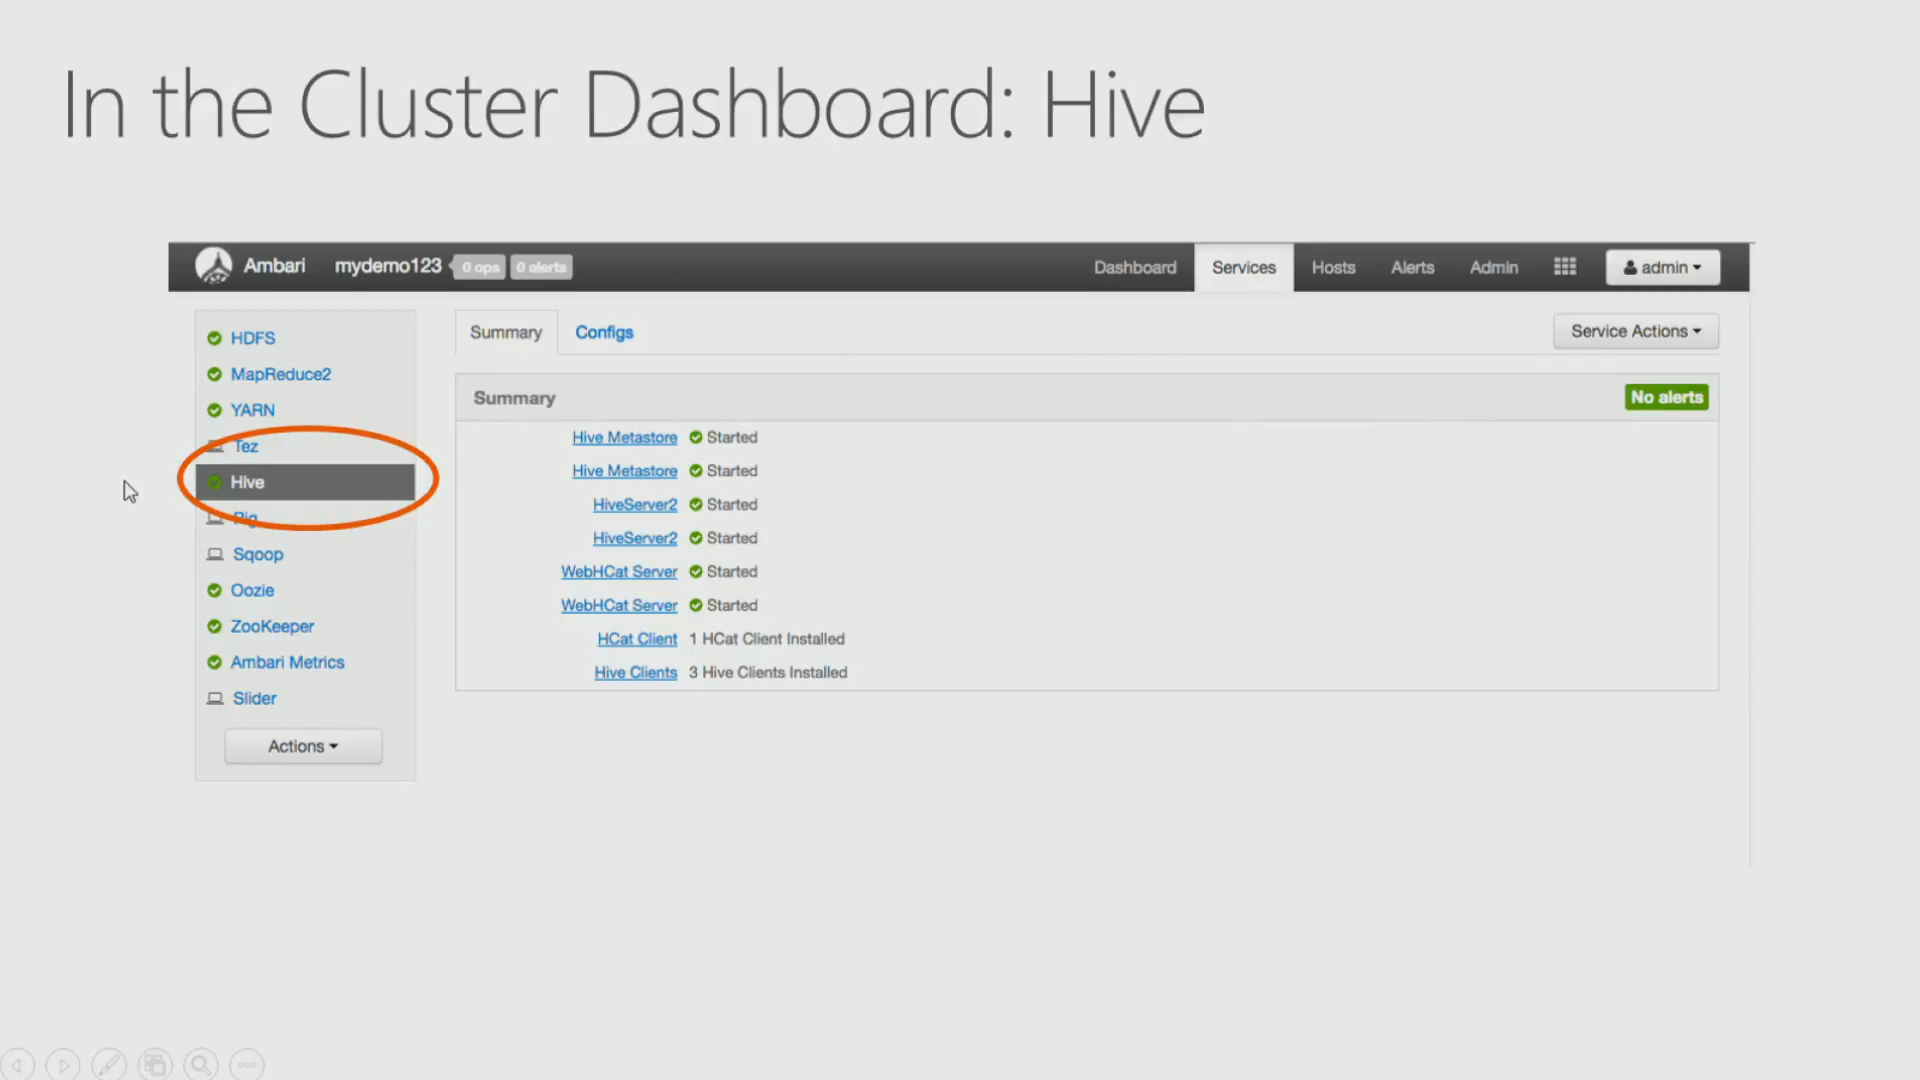 In the Cluster Dashboard: Hive
Ambari mydemo123 0 ops 0 alerts Dashboard Services Hosts Alerts Admin admin
HDFS
MapReduce2
YARN
Tez
Hive
Pig
Sqoop
Oozie
ZooKeeper
Ambari Metrics
Slider
Actions
Summary Configs Service Actions
Summary No alerts
Hive Metastore Started
Hive Metastore Started
HiveServer2 Started
HiveServer2 Started
WebHCat Server Started
WebHCat Server Started
HCat Client 1 HCat Client Installed
Hive Clients 3 Hive Clients Installed